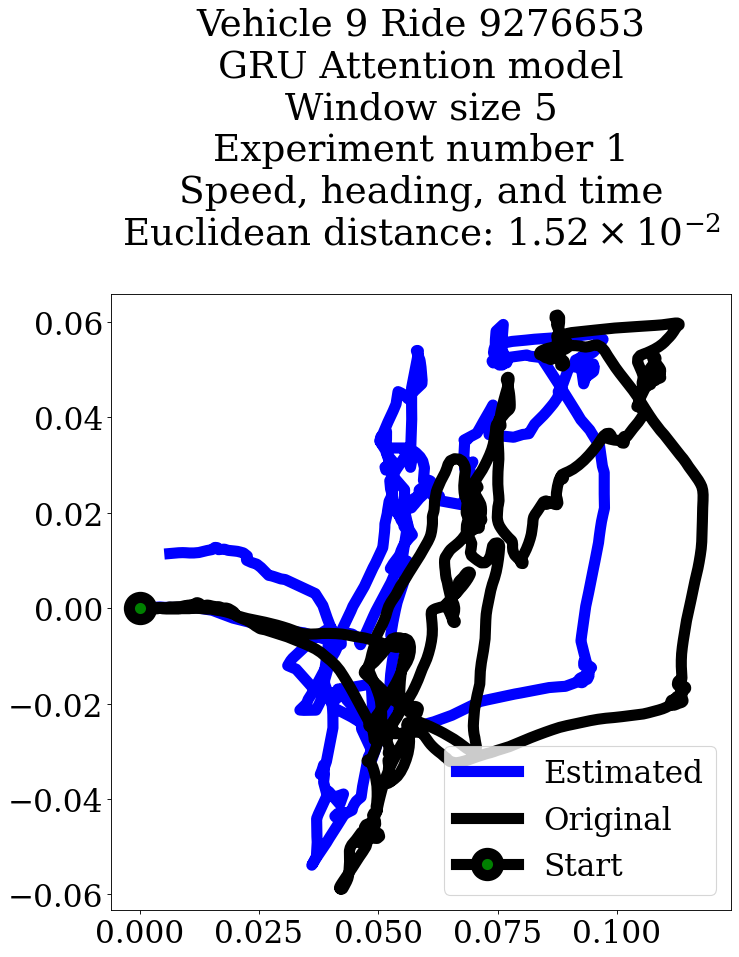 Vehicle 9 Ride 9276653
GRU Attention model
Window size 5
Experiment number 1
Speed, heading, and time
Euclidean distance: 1.52 × 10⁻²
0.06
0.04
0.02
0.00
−0.02
−0.04
−0.06
Estimated
Original
Start
0.000 0.025 0.050 0.075 0.100